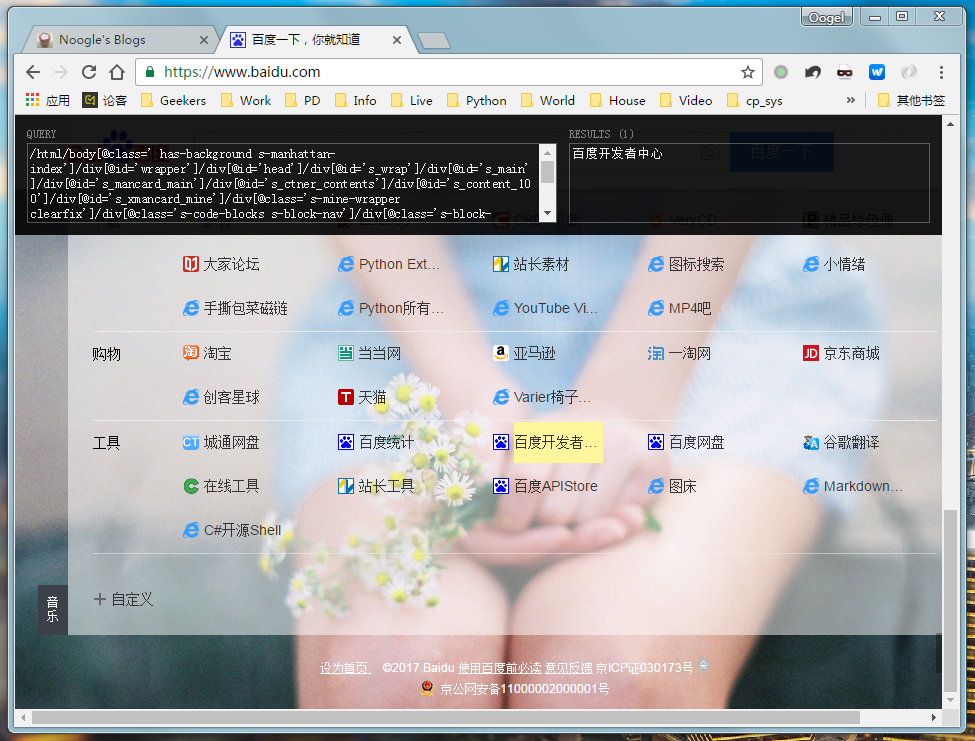 Oogel
Noogle's Blogs
百度一下，你就知道
https://www.baidu.com
应用 论客 Geekers Work PD Info Live Python World House Video cp_sys » 其他书签
QUERY
RESULTS (1)
/html/body[@class=' has-background s-manhattan-
index']/div[@id='wrapper']/div[@id='head']/div[@id='s_wrap']/div[@id='s_main'
]/div[@id='s_mancard_main']/div[@id='s_ctner_contents']/div[@id='s_content_10
0']/div[@id='s_xmancard_mine']/div[@class='s-mine-wrapper
clearfix']/div[@class='s-code-blocks s-block-nav']/div[@class='s-block-
百度开发者中心
百度一下
VeryCD 精品绿色便
大家论坛 Python Ext... 站长素材 图标搜索 小情绪
手撕包菜磁链 Python所有... YouTube Vi... MP4吧
购物 淘宝 当当网 亚马逊 一淘网 京东商城
创客星球 天猫 Varier椅子...
工具 城通网盘 百度统计 百度开发者... 百度网盘 谷歌翻译
在线工具 站长工具 百度APIStore 图床 Markdown...
C#开源Shell
音乐
＋ 自定义
设为首页 ©2017 Baidu 使用百度前必读 意见反馈 京ICP证030173号
京公网安备11000002000001号